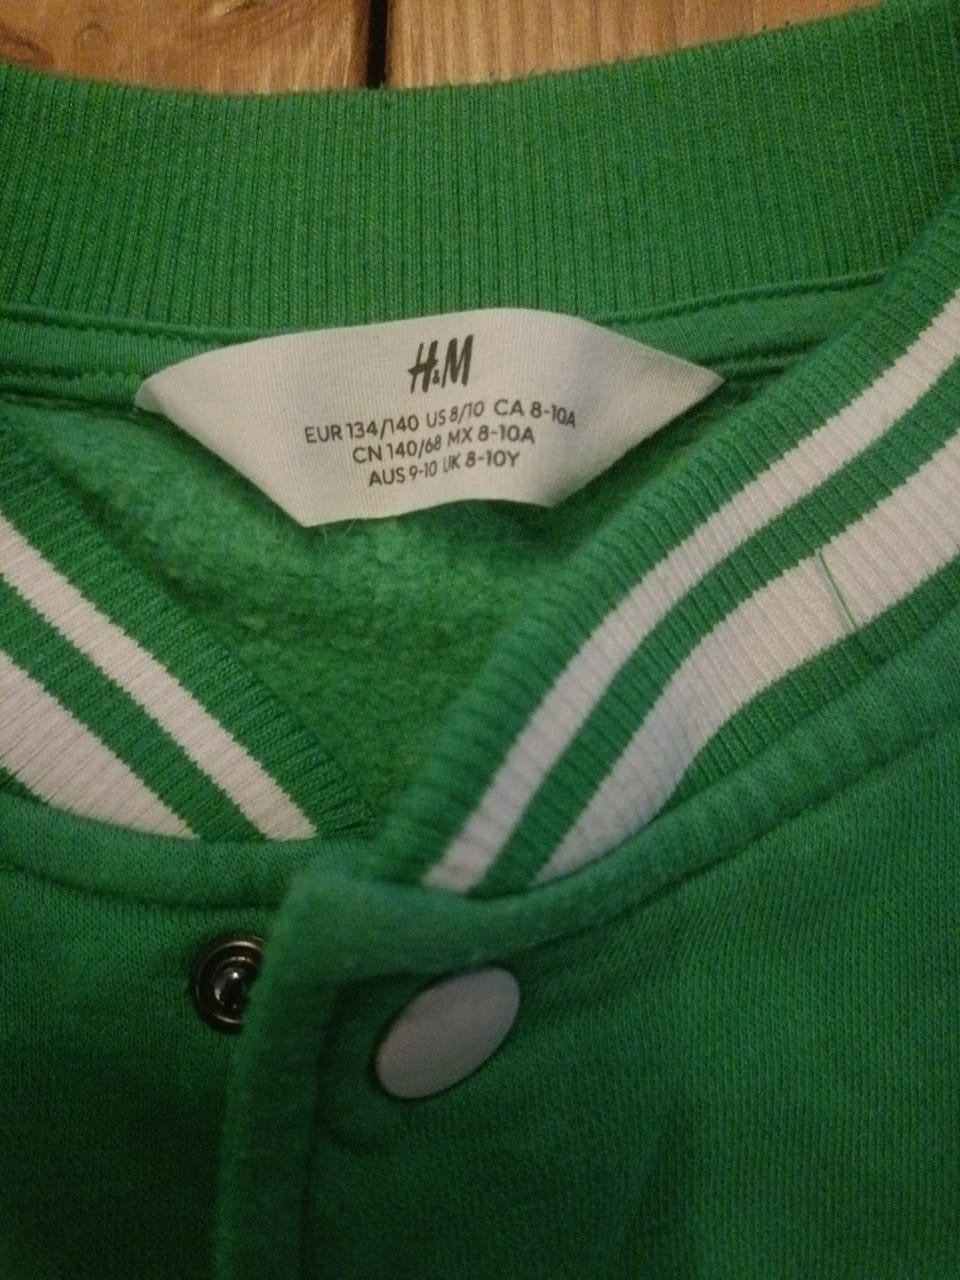 H&M
EUR 134/140 US 8/10 CA 8-10A
CN 140/68 MX 8-10A
AUS 9-10 UK 8-10Y